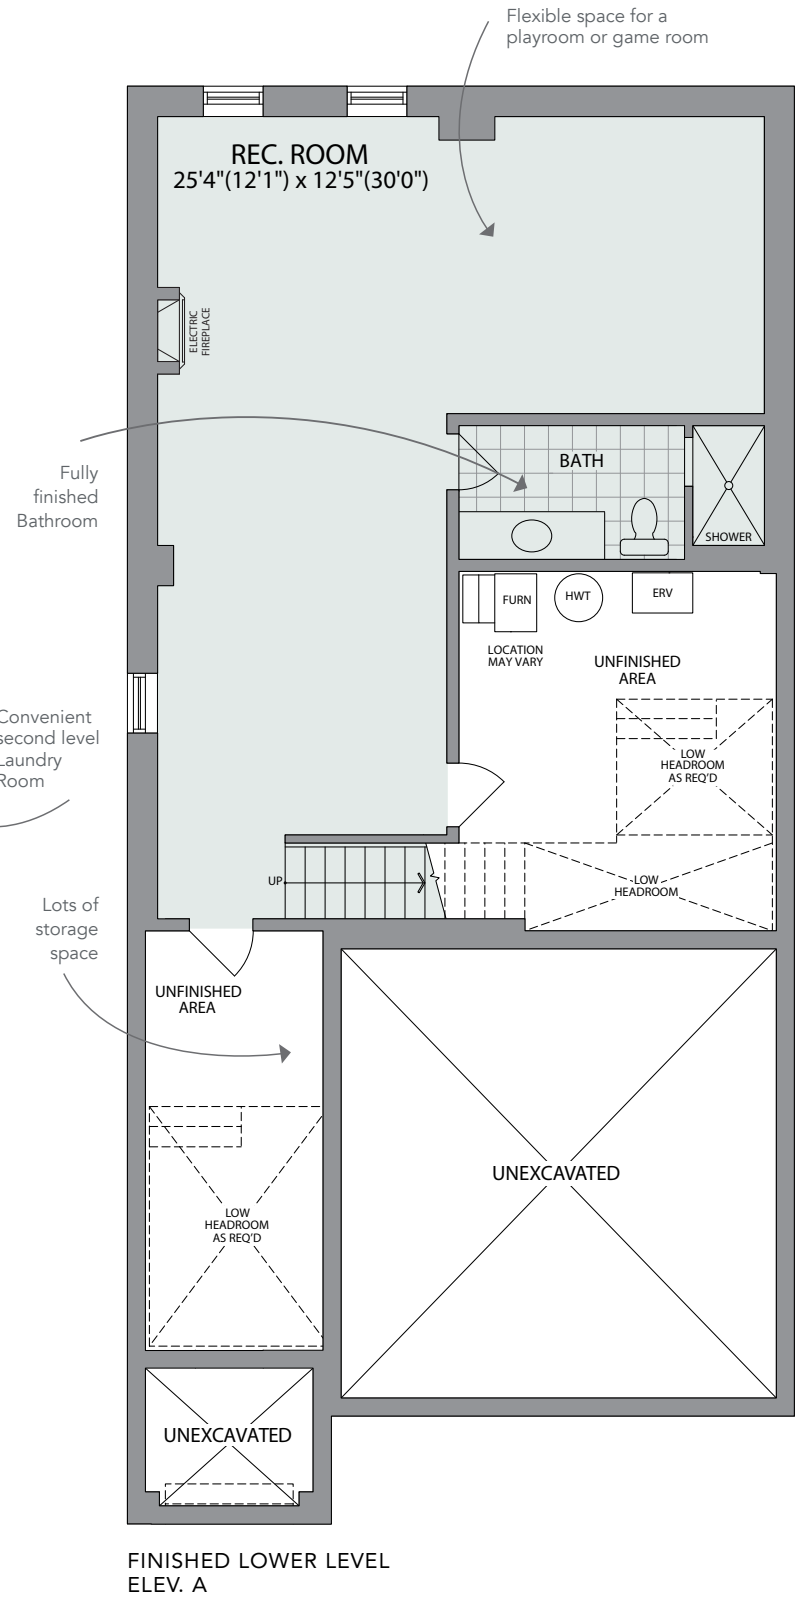 Flexible space for a
playroom or game room
REC. ROOM
25'4"(12'1") x 12'5"(30'0")
ELECTRIC
FIREPLACE
Fully
finished
Bathroom
BATH
SHOWER
FURN
HWT
ERV
LOCATION
MAY VARY
UNFINISHED
AREA
Convenient
second level
Laundry
Room
LOW
HEADROOM
AS REQ'D
UP
LOW
HEADROOM
Lots of
storage
space
UNFINISHED
AREA
UNEXCAVATED
LOW
HEADROOM
AS REQ'D
UNEXCAVATED
FINISHED LOWER LEVEL
ELEV. A